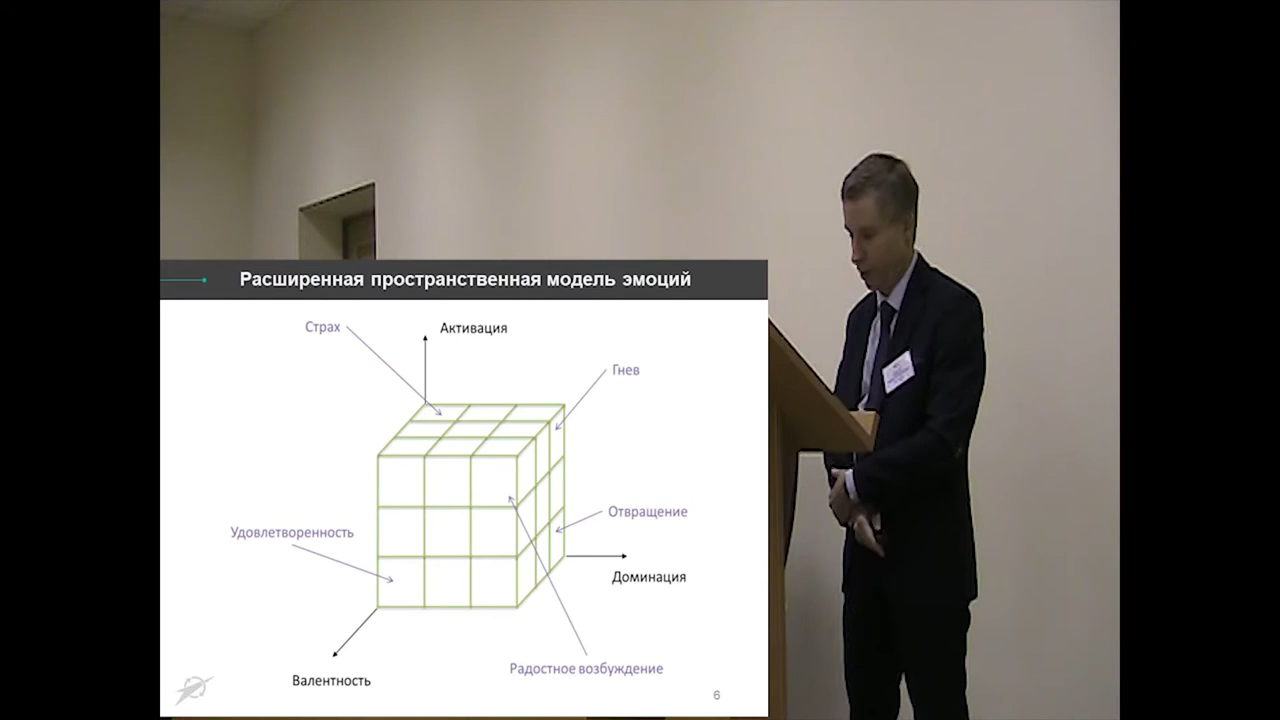 Расширенная пространственная модель эмоций
Страх
Активация
Гнев
Отвращение
Удовлетворенность
Доминация
Радостное возбуждение
Валентность
6